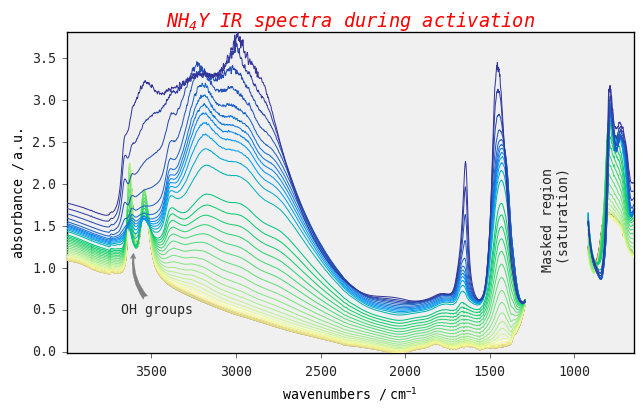 NH₄Y IR spectra during activation
absorbance / a.u.
3.5
3.0
2.5
2.0
1.5
1.0
0.5
0.0
Masked region
(saturation)
OH groups
3500 3000 2500 2000 1500 1000
wavenumbers / cm⁻¹